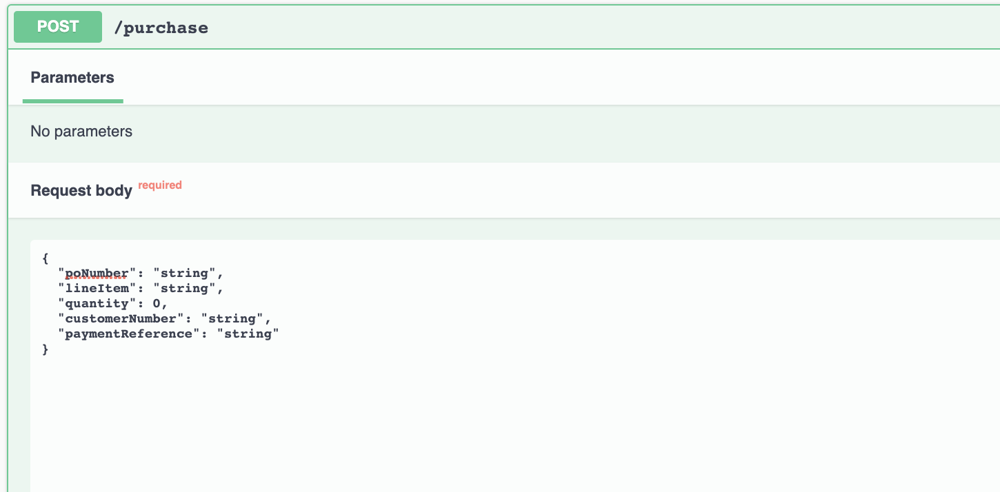 POST /purchase
Parameters
No parameters
Request body required
{
  "poNumber": "string",
  "lineItem": "string",
  "quantity": 0,
  "customerNumber": "string",
  "paymentReference": "string"
}